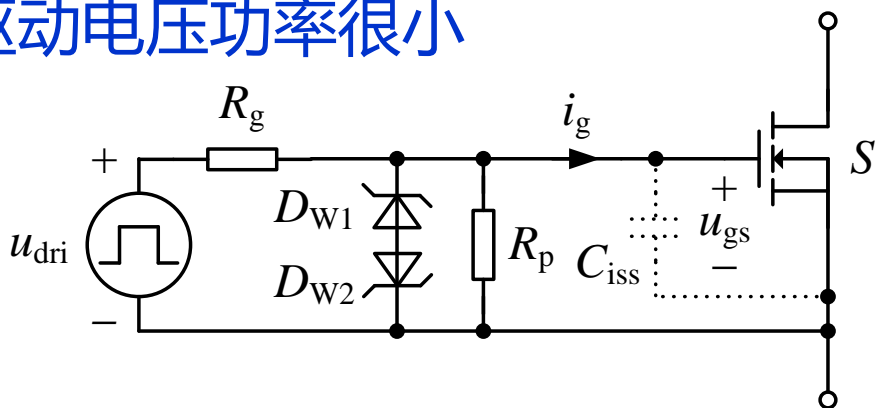 驱动电压功率很小
R_g
i_g
+
S
D_W1
+
u_dri
R_p
C_iss
u_gs
D_W2
−
−